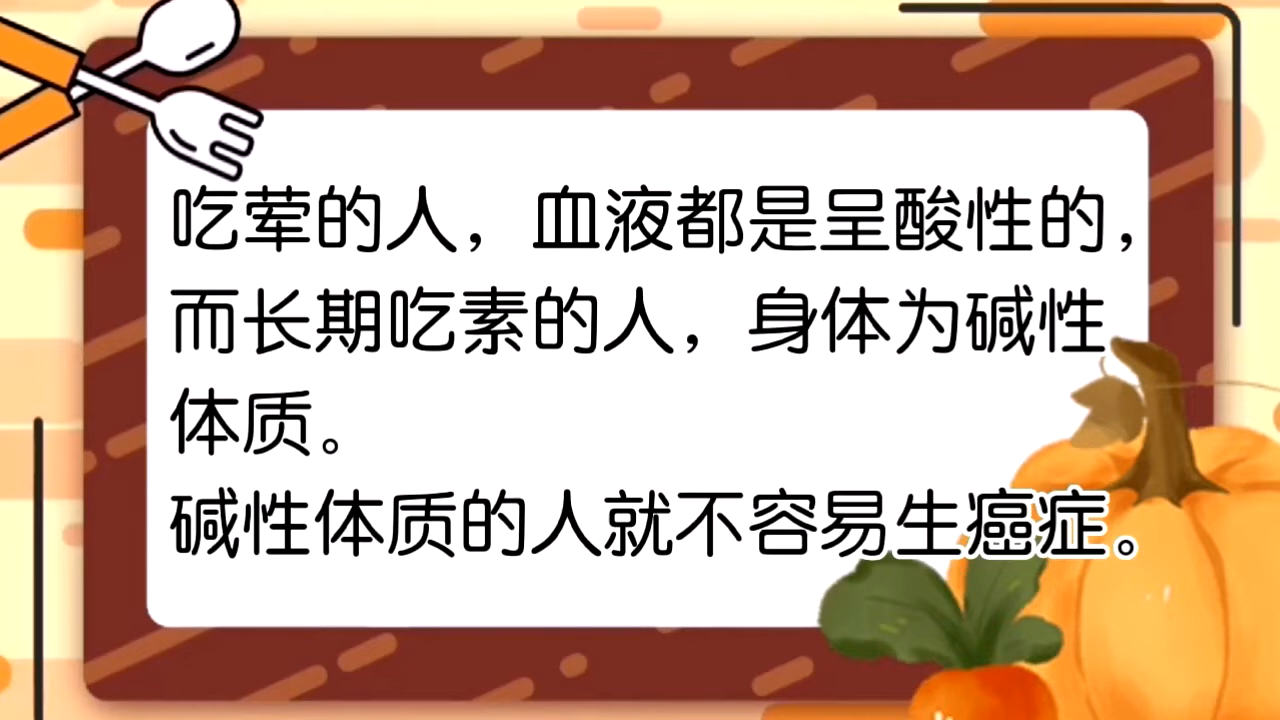 吃荤的人，血液都是呈酸性的，
而长期吃素的人，身体为碱性
体质。
碱性体质的人就不容易生癌症。